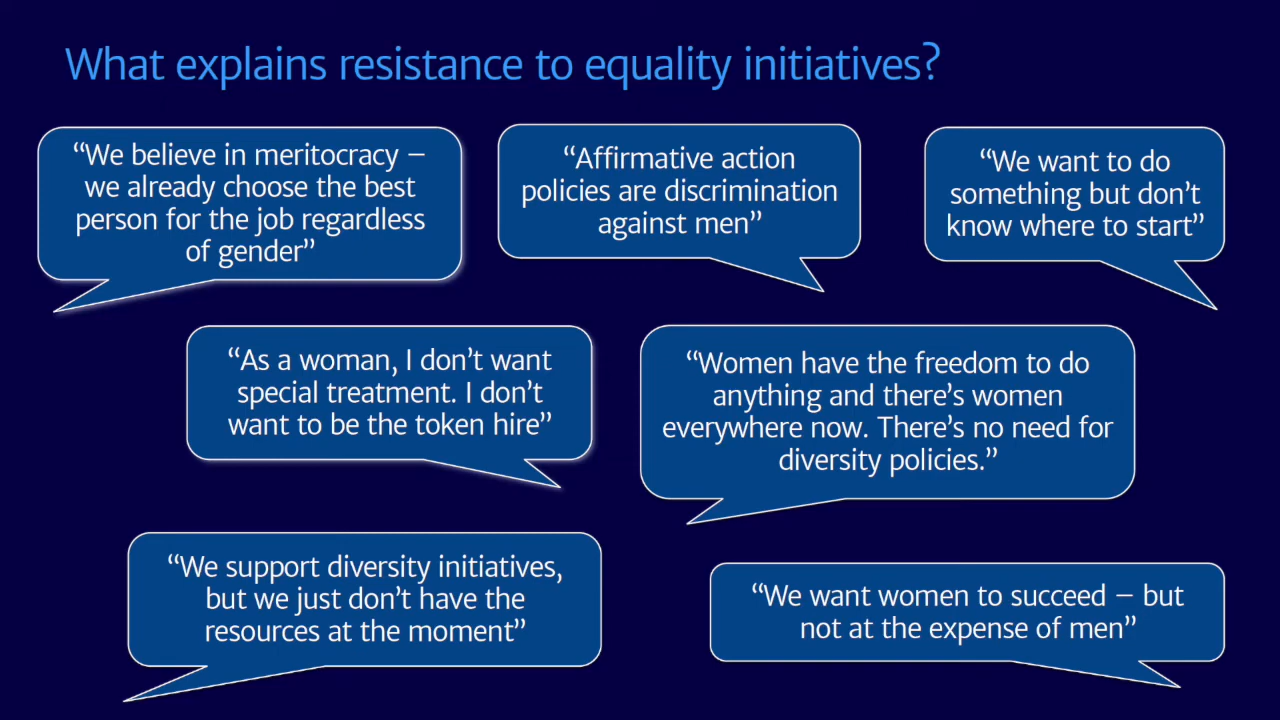 What explains resistance to equality initiatives?
“We believe in meritocracy –
we already choose the best
person for the job regardless
of gender”
“Affirmative action
policies are discrimination
against men”
“We want to do
something but don’t
know where to start”
“As a woman, I don’t want
special treatment. I don’t
want to be the token hire”
“Women have the freedom to do
anything and there’s women
everywhere now. There’s no need for
diversity policies.”
“We support diversity initiatives,
but we just don’t have the
resources at the moment”
“We want women to succeed – but
not at the expense of men”